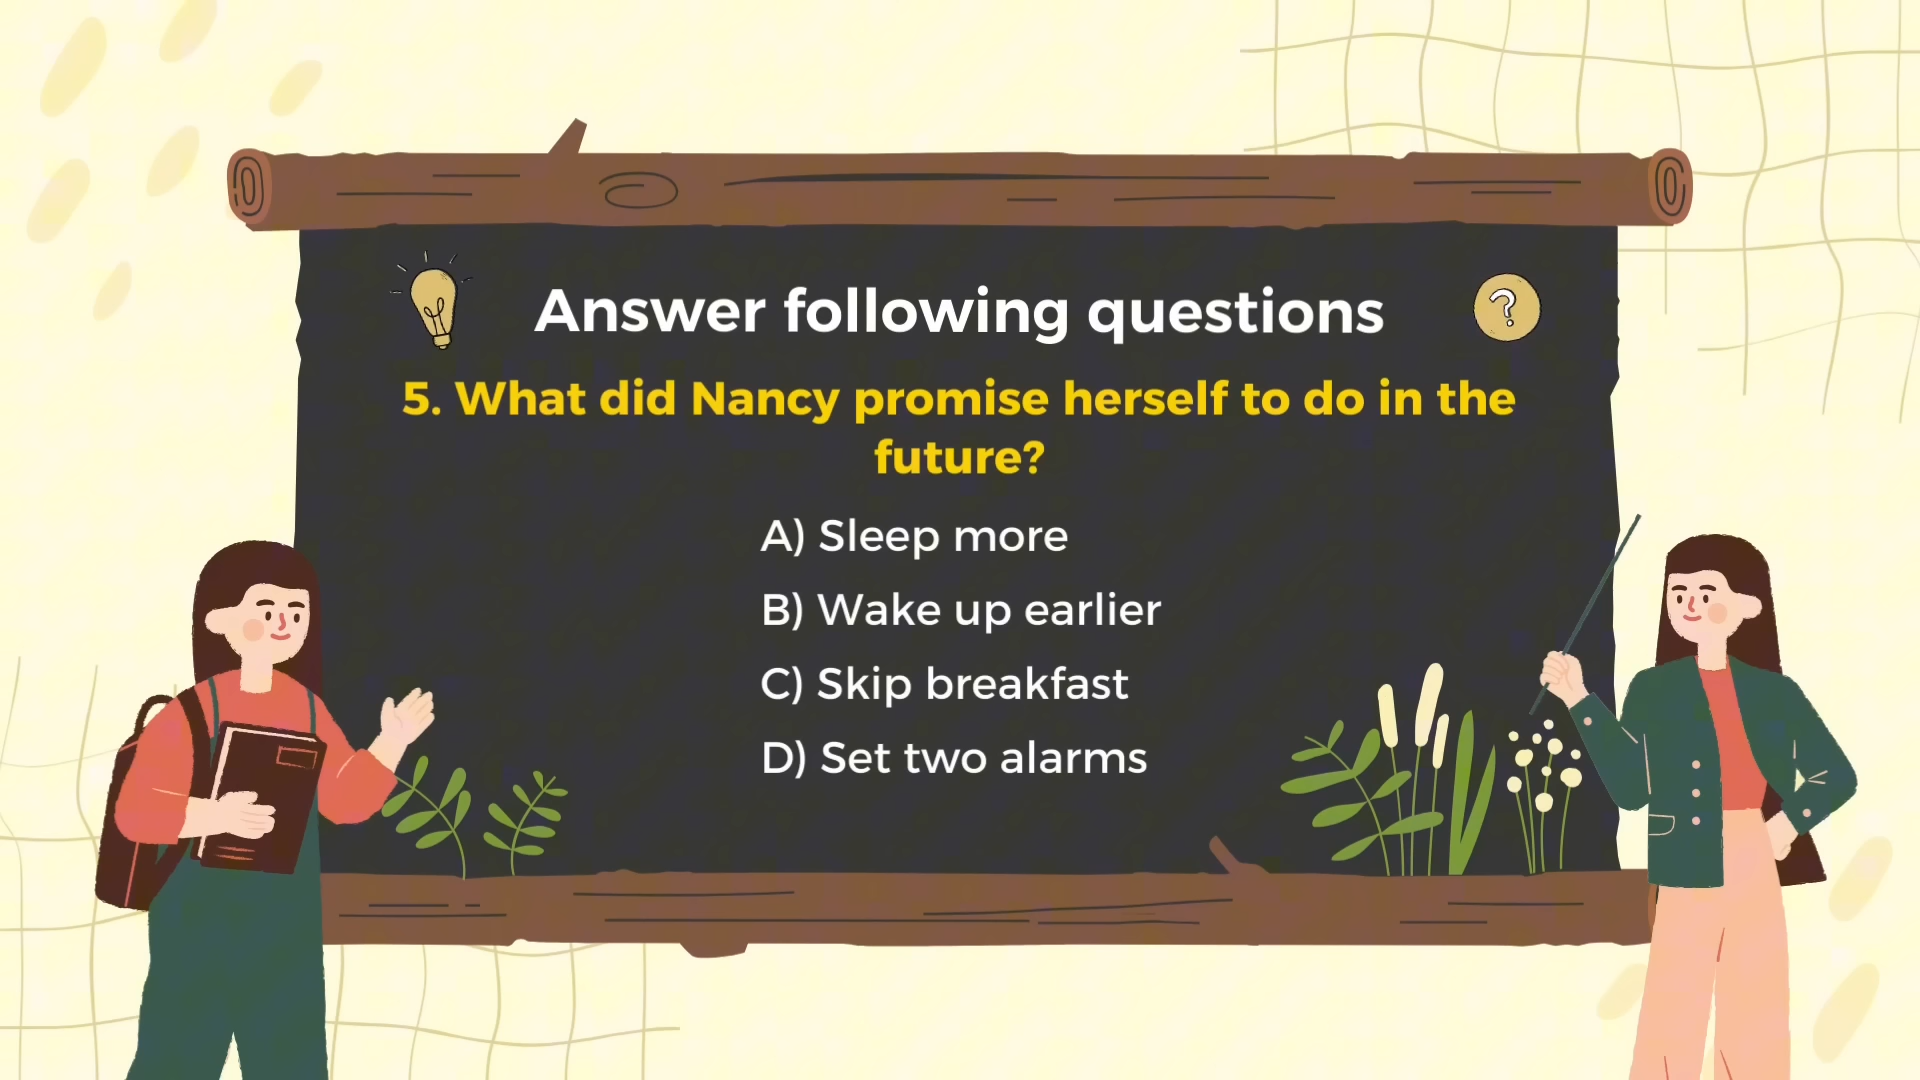 Answer following questions
?
5. What did Nancy promise herself to do in the
future?
A) Sleep more
B) Wake up earlier
C) Skip breakfast
D) Set two alarms